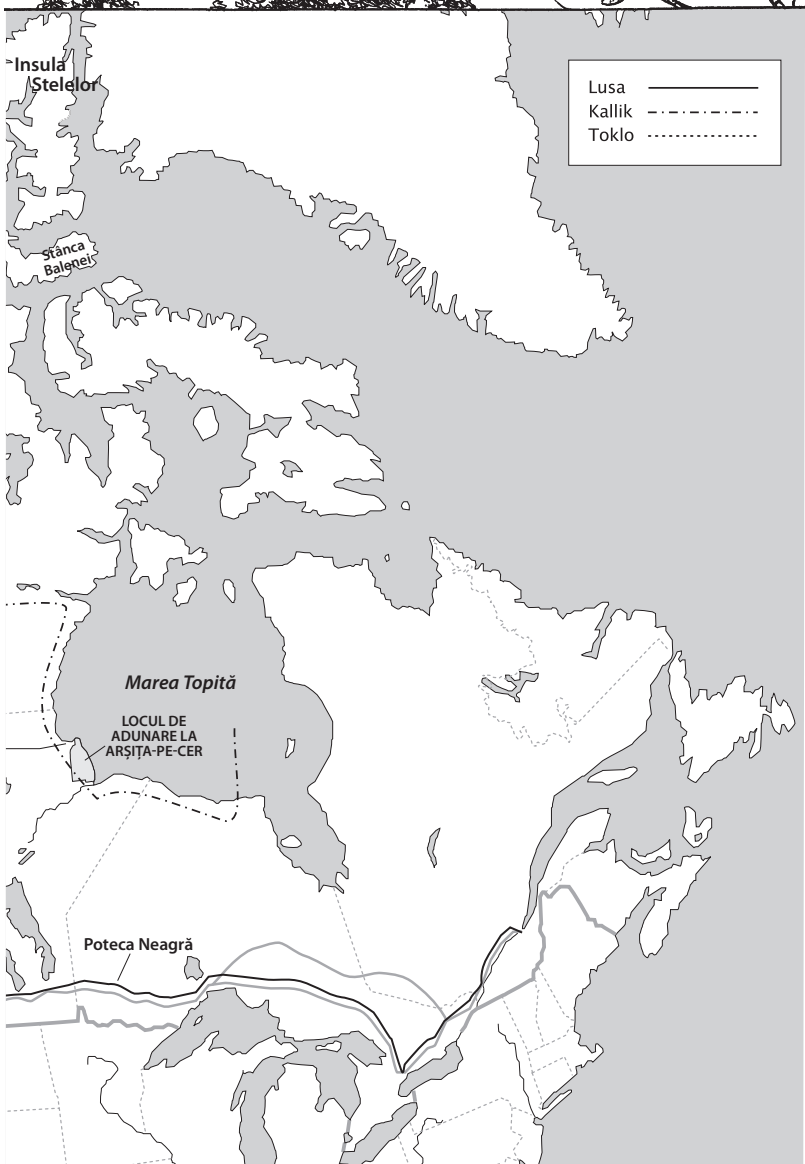 Insula
Stelelor
Lusa
Kallik
Toklo
Stânca
Balenei
Marea Topită
LOCUL DE
ADUNARE LA
ARȘIȚA-PE-CER
Poteca Neagră